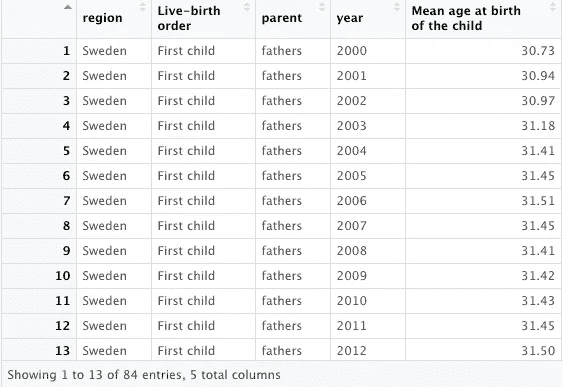 region Live-birth order parent year Mean age at birth of the child
1 Sweden First child fathers 2000 30.73
2 Sweden First child fathers 2001 30.94
3 Sweden First child fathers 2002 30.97
4 Sweden First child fathers 2003 31.18
5 Sweden First child fathers 2004 31.41
6 Sweden First child fathers 2005 31.45
7 Sweden First child fathers 2006 31.51
8 Sweden First child fathers 2007 31.45
9 Sweden First child fathers 2008 31.41
10 Sweden First child fathers 2009 31.42
11 Sweden First child fathers 2010 31.43
12 Sweden First child fathers 2011 31.45
13 Sweden First child fathers 2012 31.50
Showing 1 to 13 of 84 entries, 5 total columns